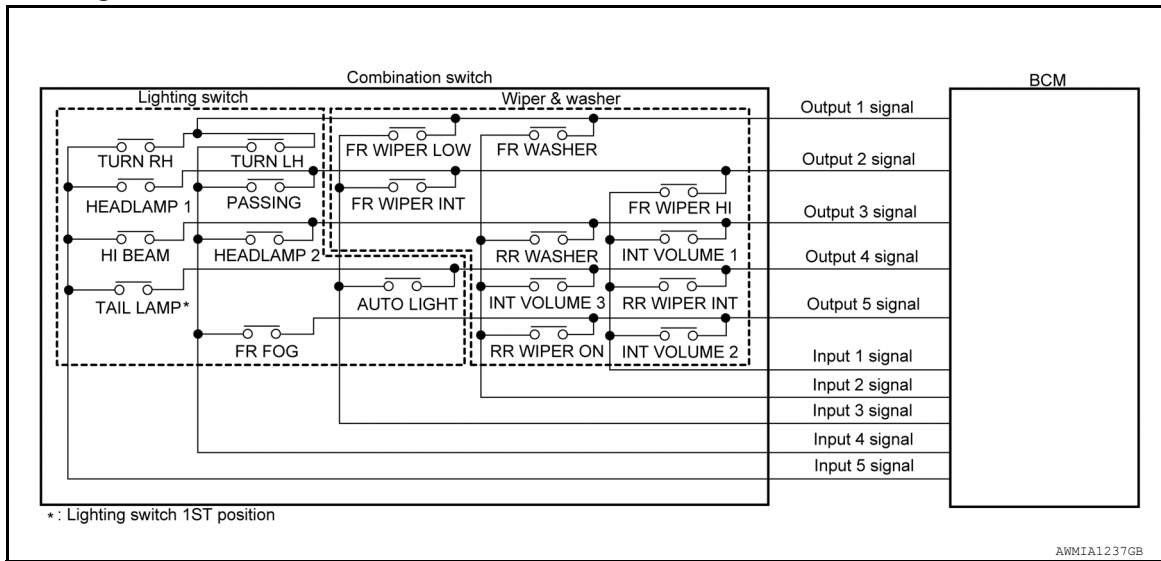 Combination switch
BCM
Lighting switch
Wiper & washer
Output 1 signal
TURN RH
TURN LH
FR WIPER LOW
FR WASHER
Output 2 signal
HEADLAMP 1
PASSING
FR WIPER INT
FR WIPER HI
Output 3 signal
HI BEAM
HEADLAMP 2
RR WASHER
INT VOLUME 1
Output 4 signal
TAIL LAMP*
AUTO LIGHT
INT VOLUME 3
RR WIPER INT
Output 5 signal
FR FOG
RR WIPER ON
INT VOLUME 2
Input 1 signal
Input 2 signal
Input 3 signal
Input 4 signal
Input 5 signal
* : Lighting switch 1ST position
AWMIA1237GB